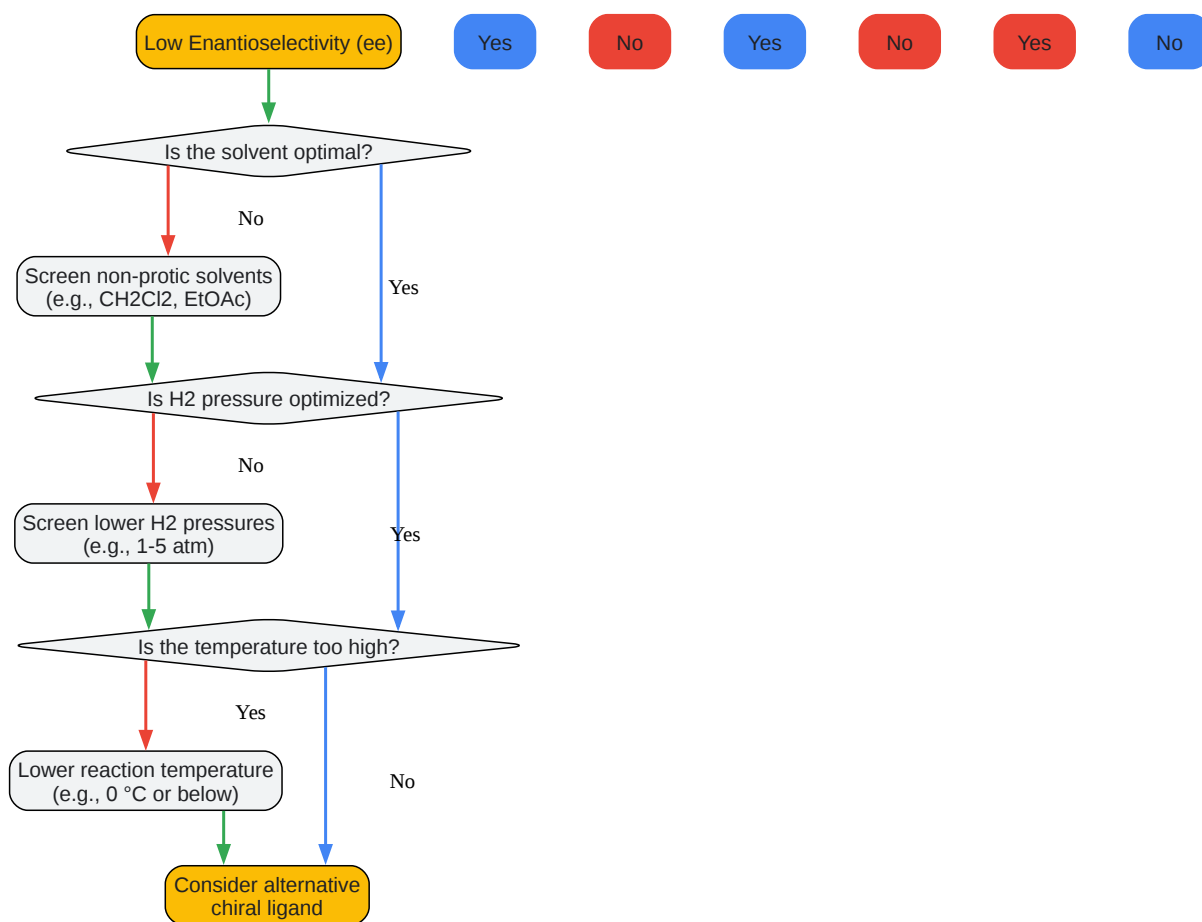 Low Enantioselectivity (ee)
Yes
No
Yes
No
Yes
No
Is the solvent optimal?
No
Screen non-protic solvents
(e.g., CH2Cl2, EtOAc)
Yes
Is H2 pressure optimized?
No
Screen lower H2 pressures
(e.g., 1-5 atm)
Yes
Is the temperature too high?
Yes
Lower reaction temperature
(e.g., 0 °C or below)
No
Consider alternative
chiral ligand